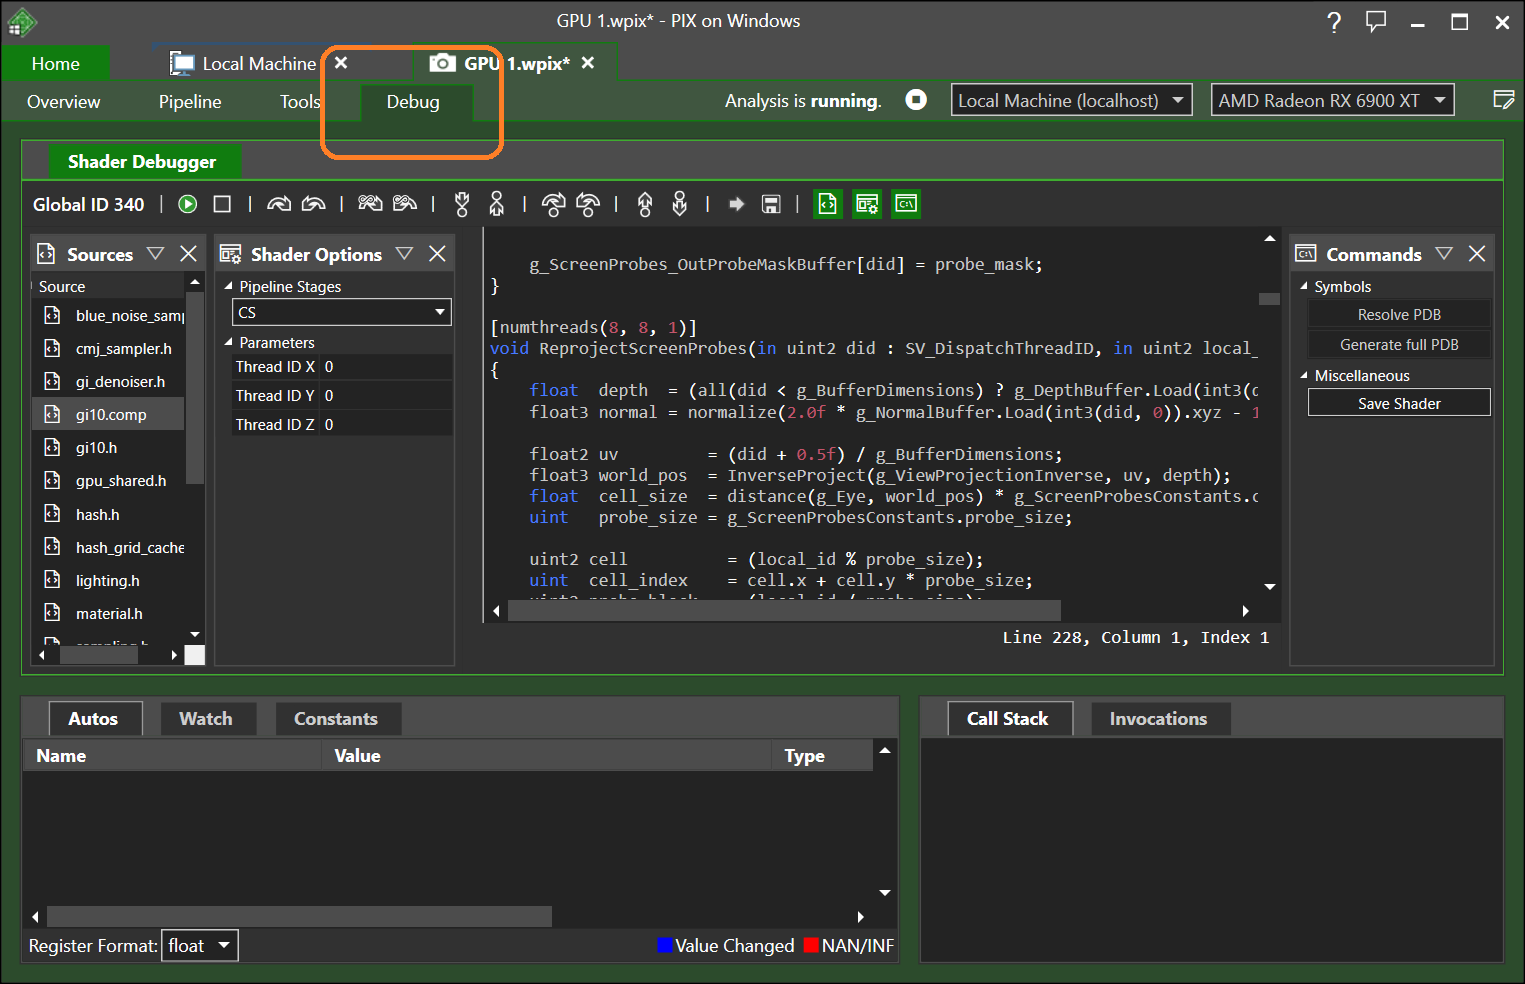 GPU 1.wpix* - PIX on Windows
Home
Local Machine
GPU 1.wpix*
Overview
Pipeline
Tools
Debug
Analysis is running.
Local Machine (localhost)
AMD Radeon RX 6900 XT
Shader Debugger
Global ID 340
Sources
Source
blue_noise_samp
cmj_sampler.h
gi_denoiser.h
gi10.comp
gi10.h
gpu_shared.h
hash.h
hash_grid_cache
lighting.h
material.h
Shader Options
Pipeline Stages
CS
Parameters
Thread ID X 0
Thread ID Y 0
Thread ID Z 0
g_ScreenProbes_OutProbeMaskBuffer[did] = probe_mask;
}
[numthreads(8, 8, 1)]
void ReprojectScreenProbes(in uint2 did : SV_DispatchThreadID, in uint2 local_
{
float  depth  = (all(did < g_BufferDimensions) ? g_DepthBuffer.Load(int3(d
float3 normal = normalize(2.0f * g_NormalBuffer.Load(int3(did, 0)).xyz - 1
float2 uv         = (did + 0.5f) / g_BufferDimensions;
float3 world_pos  = InverseProject(g_ViewProjectionInverse, uv, depth);
float  cell_size  = distance(g_Eye, world_pos) * g_ScreenProbesConstants.c
uint   probe_size = g_ScreenProbesConstants.probe_size;
uint2 cell          = (local_id % probe_size);
uint  cell_index    = cell.x + cell.y * probe_size;
Line 228, Column 1, Index 1
Commands
Symbols
Resolve PDB
Generate full PDB
Miscellaneous
Save Shader
Autos
Watch
Constants
Name
Value
Type
Register Format: float
Value Changed
NAN/INF
Call Stack
Invocations